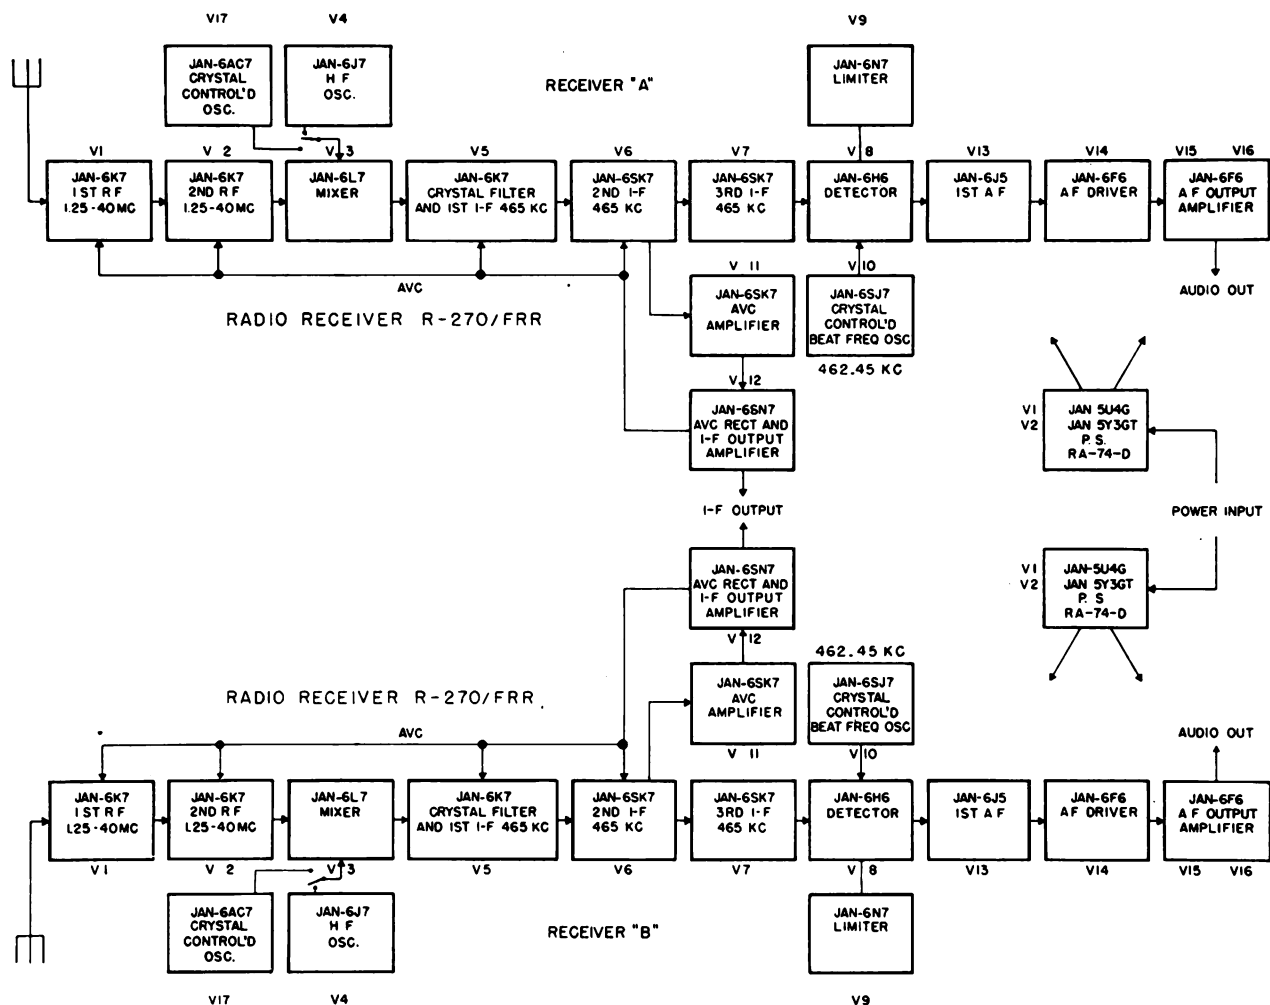 V17
V4
V9
JAN-6AC7
CRYSTAL
CONTROL'D
OSC.
JAN-6J7
H F
OSC.
RECEIVER "A"
JAN-6N7
LIMITER
V1
V 2
V 3
V5
V6
V7
V 8
V13
V14
V15
V16
JAN-6K7
1ST R F
1.25-40MC
JAN-6K7
2ND R F
1.25-40MC
JAN-6L7
MIXER
JAN-6K7
CRYSTAL FILTER
AND 1ST I-F 465 KC
JAN-6SK7
2ND I-F
465 KC
JAN-6SK7
3RD I-F
465 KC
JAN-6H6
DETECTOR
JAN-6J5
1ST A F
JAN-6F6
AF DRIVER
JAN-6F6
A F OUTPUT
AMPLIFIER
AVC
V 11
V 10
AUDIO OUT
RADIO RECEIVER R-270/FRR
JAN-6SK7
AVC
AMPLIFIER
JAN-6SJ7
CRYSTAL
CONTROL'D
BEAT FREQ OSC
462.45 KC
V 12
JAN-6SN7
AVC RECT AND
I-F OUTPUT
AMPLIFIER
V1
V2
JAN 5U4G
JAN 5Y3GT
P. S.
RA-74-D
I-F OUTPUT
POWER INPUT
JAN-6SN7
AVC RECT AND
I-F OUTPUT
AMPLIFIER
V1
V2
JAN-5U4G
JAN 5Y3GT
P. S
RA-74-D
V 12
462.45 KC
RADIO RECEIVER R-270/FRR
JAN-6SK7
AVC
AMPLIFIER
JAN-6SJ7
CRYSTAL
CONTROL'D
BEAT FREQ OSC
AVC
V 11
V 10
AUDIO OUT
JAN-6K7
1ST R F
1.25-40MC
JAN-6K7
2ND R F
1.25-40MC
JAN-6L7
MIXER
JAN-6K7
CRYSTAL FILTER
AND 1ST I-F 465 KC
JAN-6SK7
2ND I-F
465 KC
JAN-6SK7
3RD I-F
465 KC
JAN-6H6
DETECTOR
JAN-6J5
1ST A F
JAN-6F6
AF DRIVER
JAN-6F6
A F OUTPUT
AMPLIFIER
V1
V 2
V 3
V5
V6
V7
V 8
V13
V14
V15
V16
JAN-6AC7
CRYSTAL
CONTROL'D
OSC.
JAN-6J7
H F
OSC.
RECEIVER "B"
JAN-6N7
LIMITER
V17
V4
V9